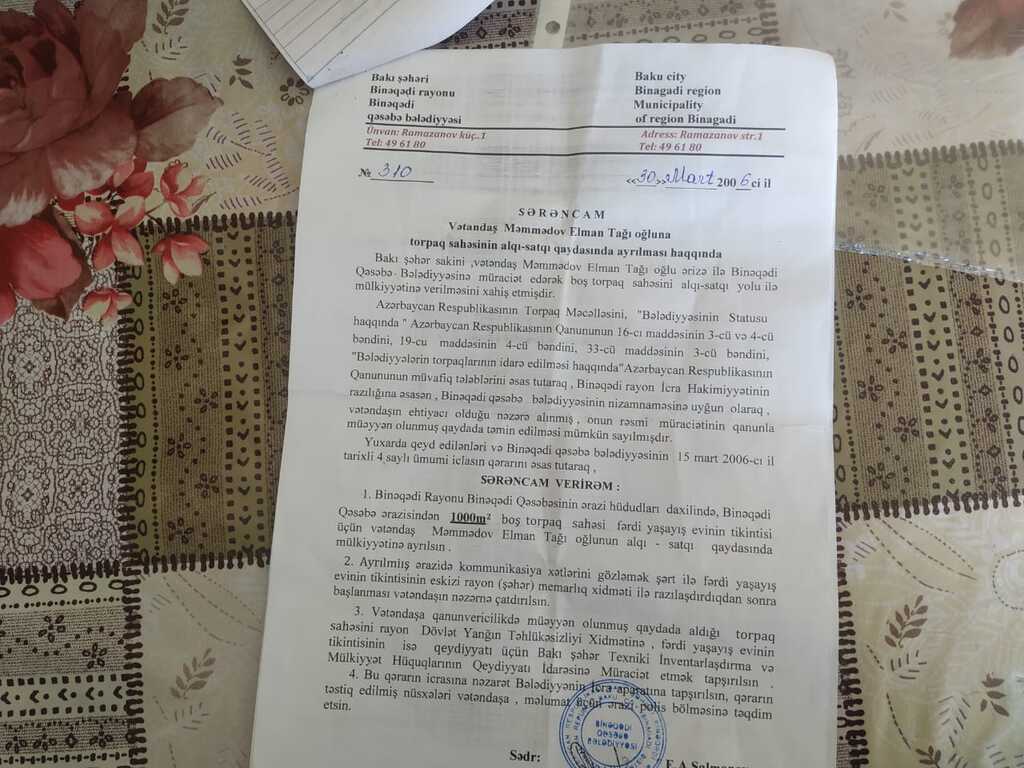 Bakı şəhəri
Binəqədi rayonu
Binəqədi
qəsəbə bələdiyyəsi
Ünvan: Ramazanov küç..1
Tel: 49 61 80
Baku city
Binagadi region
Municipality
of region Binagadi
Adress: Ramazanov str.1
Tel: 49 61 80
№ 310
«30» Mart 2006 ci il
SƏRƏNCAM
Vətandaş Məmmədov Elman Tağı oğluna
torpaq sahəsinin alqı-satqı qaydasında ayrılması haqqında
Bakı şəhər sakini ,vətəndaş Məmmədov Elman Tağı oğlu ərizə ilə Binəqədi
Qəsəbə Bələdiyyəsinə müraciət edərək boş torpaq sahəsini alqı-satqı yolu ilə
mülkiyyətinə verilməsini xahiş etmişdir.
Azərbaycan Respublikasının Torpaq Məcəlləsini, "Bələdiyyəsinin Statusu
haqqında " Azərbaycan Respublikasının Qanununun 16-cı maddəsinin 3-cü və 4-cü
bəndini, 19-cu maddəsinin 4-cü bəndini, 33-cü maddəsinin 3-cü bəndini,
"Bələdiyyələrin torpaqlarının idarə edilməsi haqqında"Azərbaycan Respublikasının
Qanununun müvafiq tələblərini əsas tutaraq , Binəqədi rayon İcra Hakimiyyətinin
razılığına əsasən , Binəqədi qəsəbə bələdiyyəsinin nizamnaməsinə uyğun olaraq ,
vətəndaşın ehtiyacı olduğu nəzərə alınmış , onun rəsmi müraciətinin qanunla
müəyyən olunmuş qaydada təmin edilməsi mümkün sayılmışdır.
Yuxarda qeyd edilənləri və Binəqədi qəsəbə bələdiyyəsinin 15 mart 2006-cı il
tarixli 4 saylı ümumi iclasın qərarını əsas tutaraq ,
SƏRƏNCAM VERİRƏM :
1. Binəqədi Rayonu Binəqədi Qəsəbəsinin ərazi hüdudları daxilində, Binəqədi
Qəsəbə ərazisindən 1000m² boş torpaq sahəsi fərdi yaşayış evinin tikintisi
üçün vətəndaş Məmmədov Elman Tağı oğlunun alqı - satqı qaydasında
mülkiyyətinə ayrılsın .
2. Ayrılmış ərazidə kommunikasiya xətlərini gözləmək şərt ilə fərdi yaşayış
evinin tikintisinin eskizi rayon (şəhər) memarlıq xidməti ilə razılaşdırdıqdan sonra
başlanması vətəndaşın nəzərnə çatdırılsın.
3. Vətəndaşa qanunvericilikdə müəyyən olunmuş qaydada aldığı torpaq
sahəsini rayon Dövlət Yanğın Təhlükəsizliyi Xidmətinə , fərdi yaşayış evinin
tikintisinin isə qeydiyyatı üçün Bakı şəhər Texniki İnventarlaşdırma və
Mülkiyyət Hüquqlarının Qeydiyyatı İdarəsinə Müraciət etmək tapşırılsın .
4. Bu qərarın icrasına nəzarət Bələdiyyənin İcra aparatına tapşırılsın, qərarın
təstiq edilmiş nüsxələri vətəndaşa , məlumat üçün ərazi polis bölməsinə təqdim
etsin.
BİNƏQƏDİ
QƏSƏBƏ
BƏLƏDİYYƏSİ
Sədr: